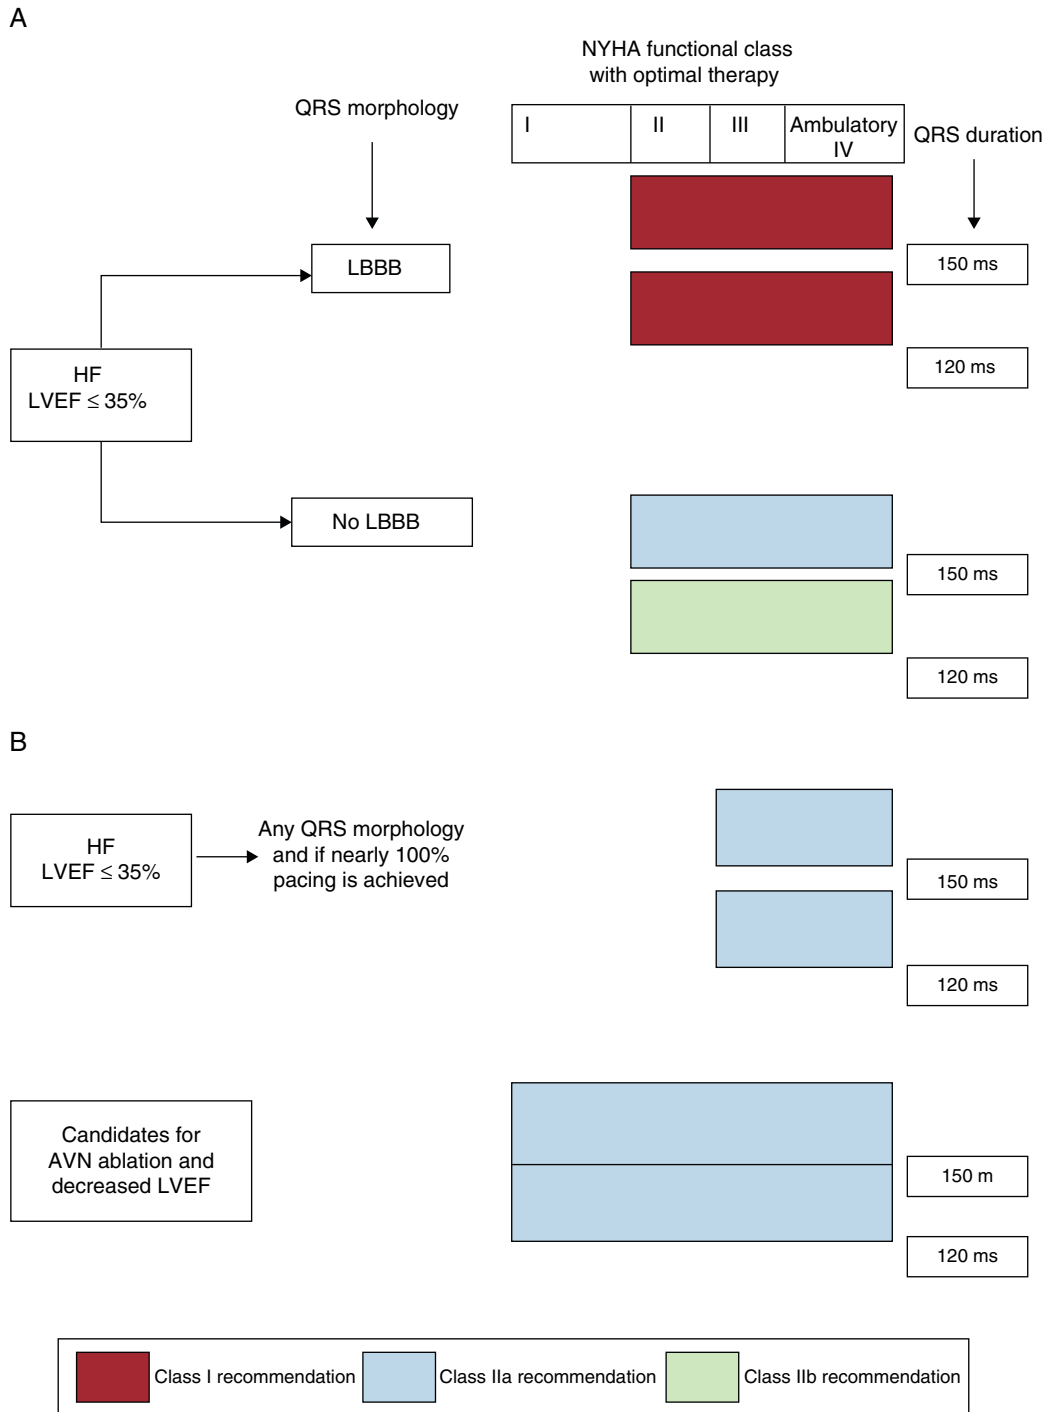 A
NYHA functional class
with optimal therapy
QRS morphology
I II III Ambulatory
IV
QRS duration
LBBB
150 ms
120 ms
HF
LVEF ≤ 35%
No LBBB
150 ms
120 ms
B
HF
LVEF ≤ 35%
Any QRS morphology
and if nearly 100%
pacing is achieved
150 ms
120 ms
Candidates for
AVN ablation and
decreased LVEF
150 m
120 ms
Class I recommendation Class IIa recommendation Class IIb recommendation